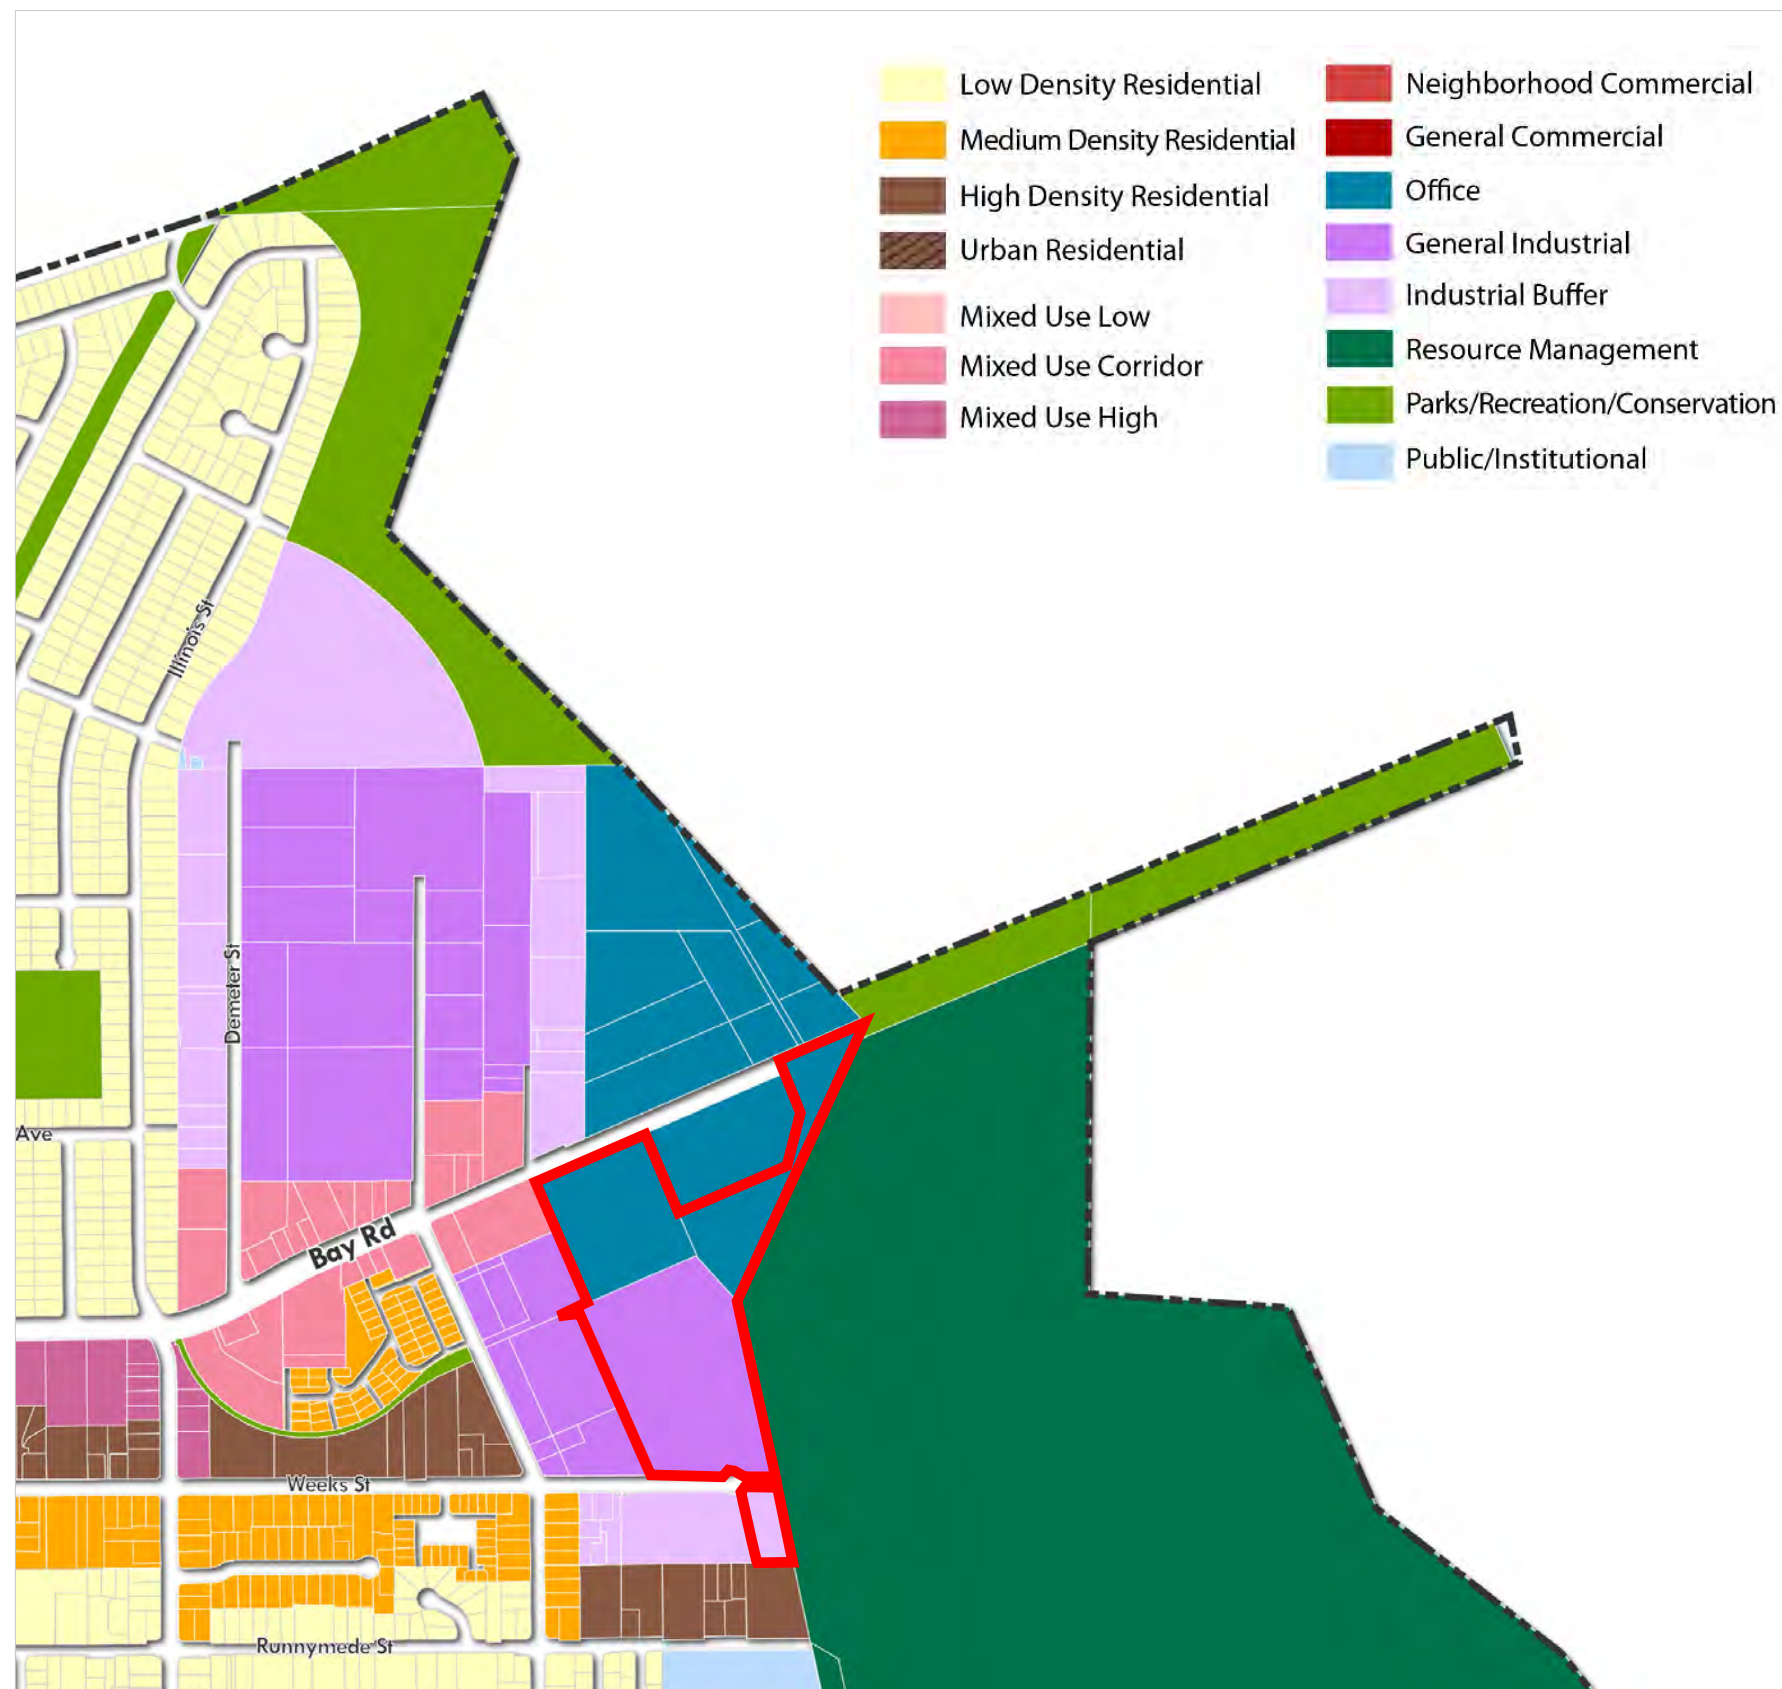 Low Density Residential
Medium Density Residential
High Density Residential
Urban Residential
Mixed Use Low
Mixed Use Corridor
Mixed Use High
Neighborhood Commercial
General Commercial
Office
General Industrial
Industrial Buffer
Resource Management
Parks/Recreation/Conservation
Public/Institutional
Illinois St
Demeter St
Ave
Bay Rd
Weeks St
Runnymede St